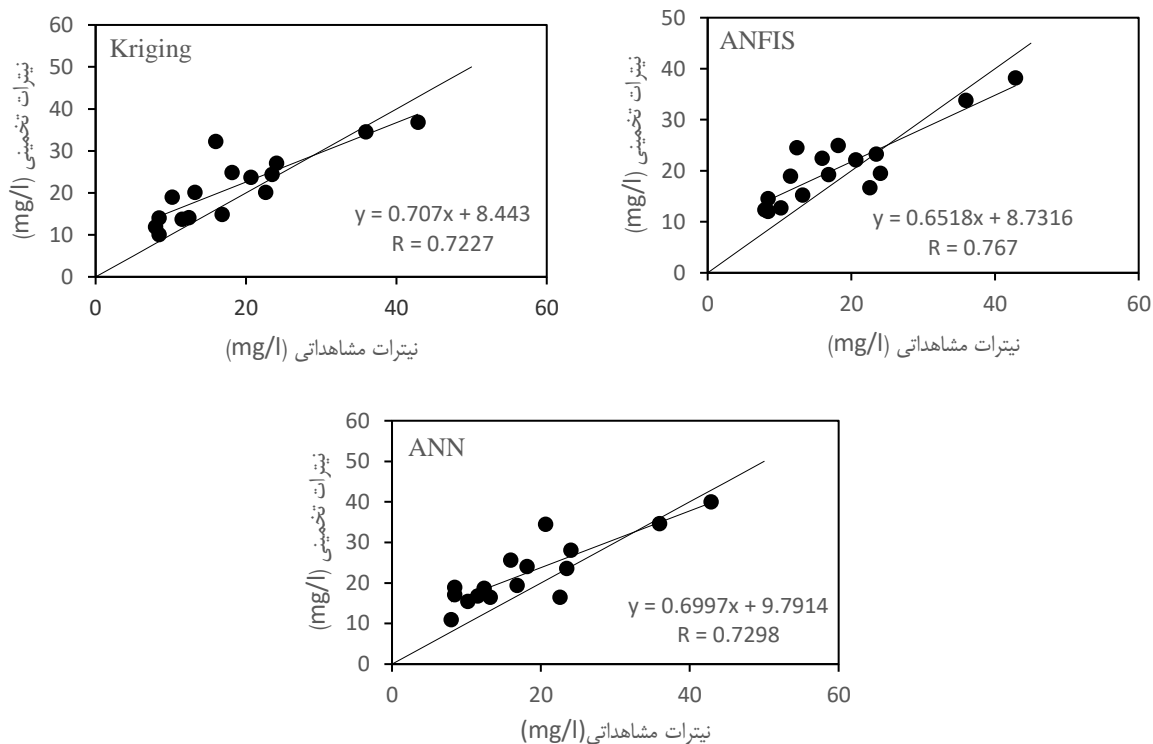 Kriging
نیترات تخمینی (mg/l)
60
50
40
30
20
10
0
y = 0.707x + 8.443
R = 0.7227
0 20 40 60
نیترات مشاهداتی (mg/l)
ANFIS
نیترات تخمینی (mg/l)
50
40
30
20
10
0
y = 0.6518x + 8.7316
R = 0.767
0 20 40 60
نیترات مشاهداتی (mg/l)
ANN
نیترات تخمینی (mg/l)
60
50
40
30
20
10
0
y = 0.6997x + 9.7914
R = 0.7298
0 20 40 60
نیترات مشاهداتی(mg/l)